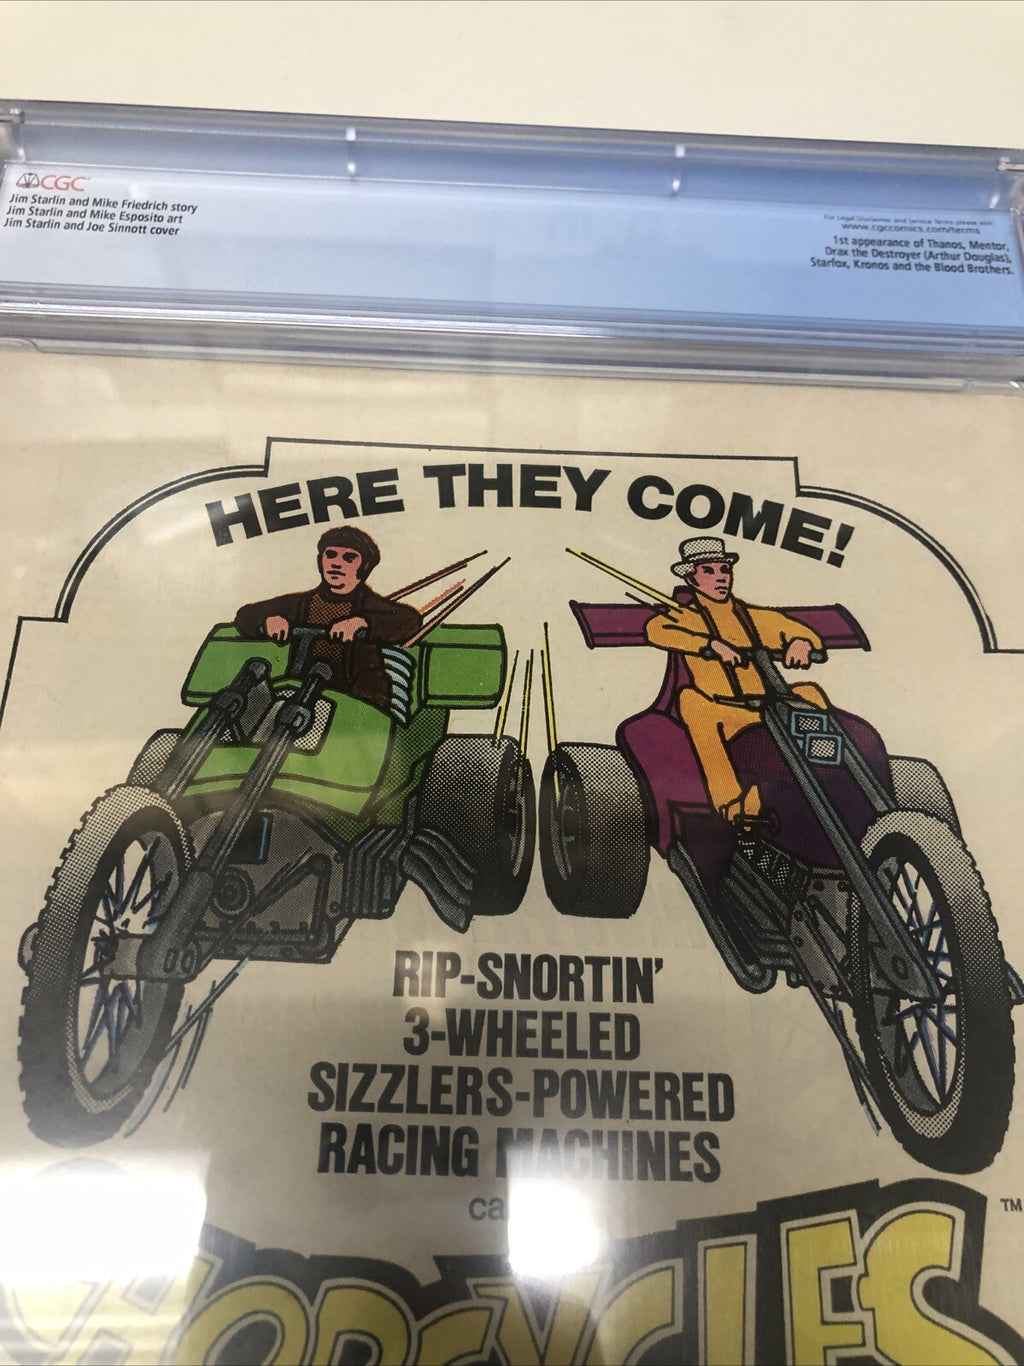 CGC
Jim Starlin and Mike Friedrich story
Jim Starlin and Mike Esposito art
Jim Starlin and Joe Sinnott cover
For Legal Disclaimer and Service Terms please visit:
www.cgccomics.com/terms
1st appearance of Thanos, Mentor,
Drax the Destroyer (Arthur Douglas),
Starfox, Kronos and the Blood Brothers.
HERE THEY COME!
RIP-SNORTIN'
3-WHEELED
SIZZLERS-POWERED
RACING MACHINES
TM